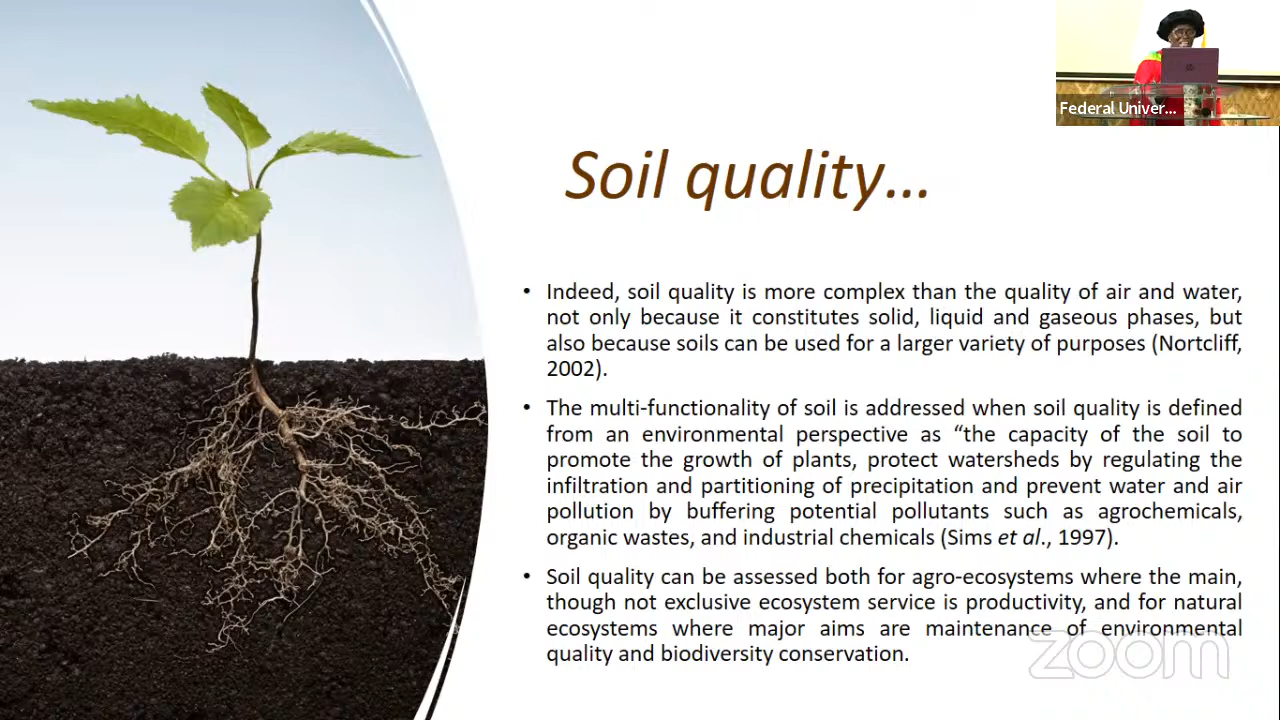 Federal Univer...
Soil quality...
• Indeed, soil quality is more complex than the quality of air and water,
not only because it constitutes solid, liquid and gaseous phases, but
also because soils can be used for a larger variety of purposes (Nortcliff,
2002).
• The multi-functionality of soil is addressed when soil quality is defined
from an environmental perspective as “the capacity of the soil to
promote the growth of plants, protect watersheds by regulating the
infiltration and partitioning of precipitation and prevent water and air
pollution by buffering potential pollutants such as agrochemicals,
organic wastes, and industrial chemicals (Sims et al., 1997).
• Soil quality can be assessed both for agro-ecosystems where the main,
though not exclusive ecosystem service is productivity, and for natural
ecosystems where major aims are maintenance of environmental
quality and biodiversity conservation.
zoom